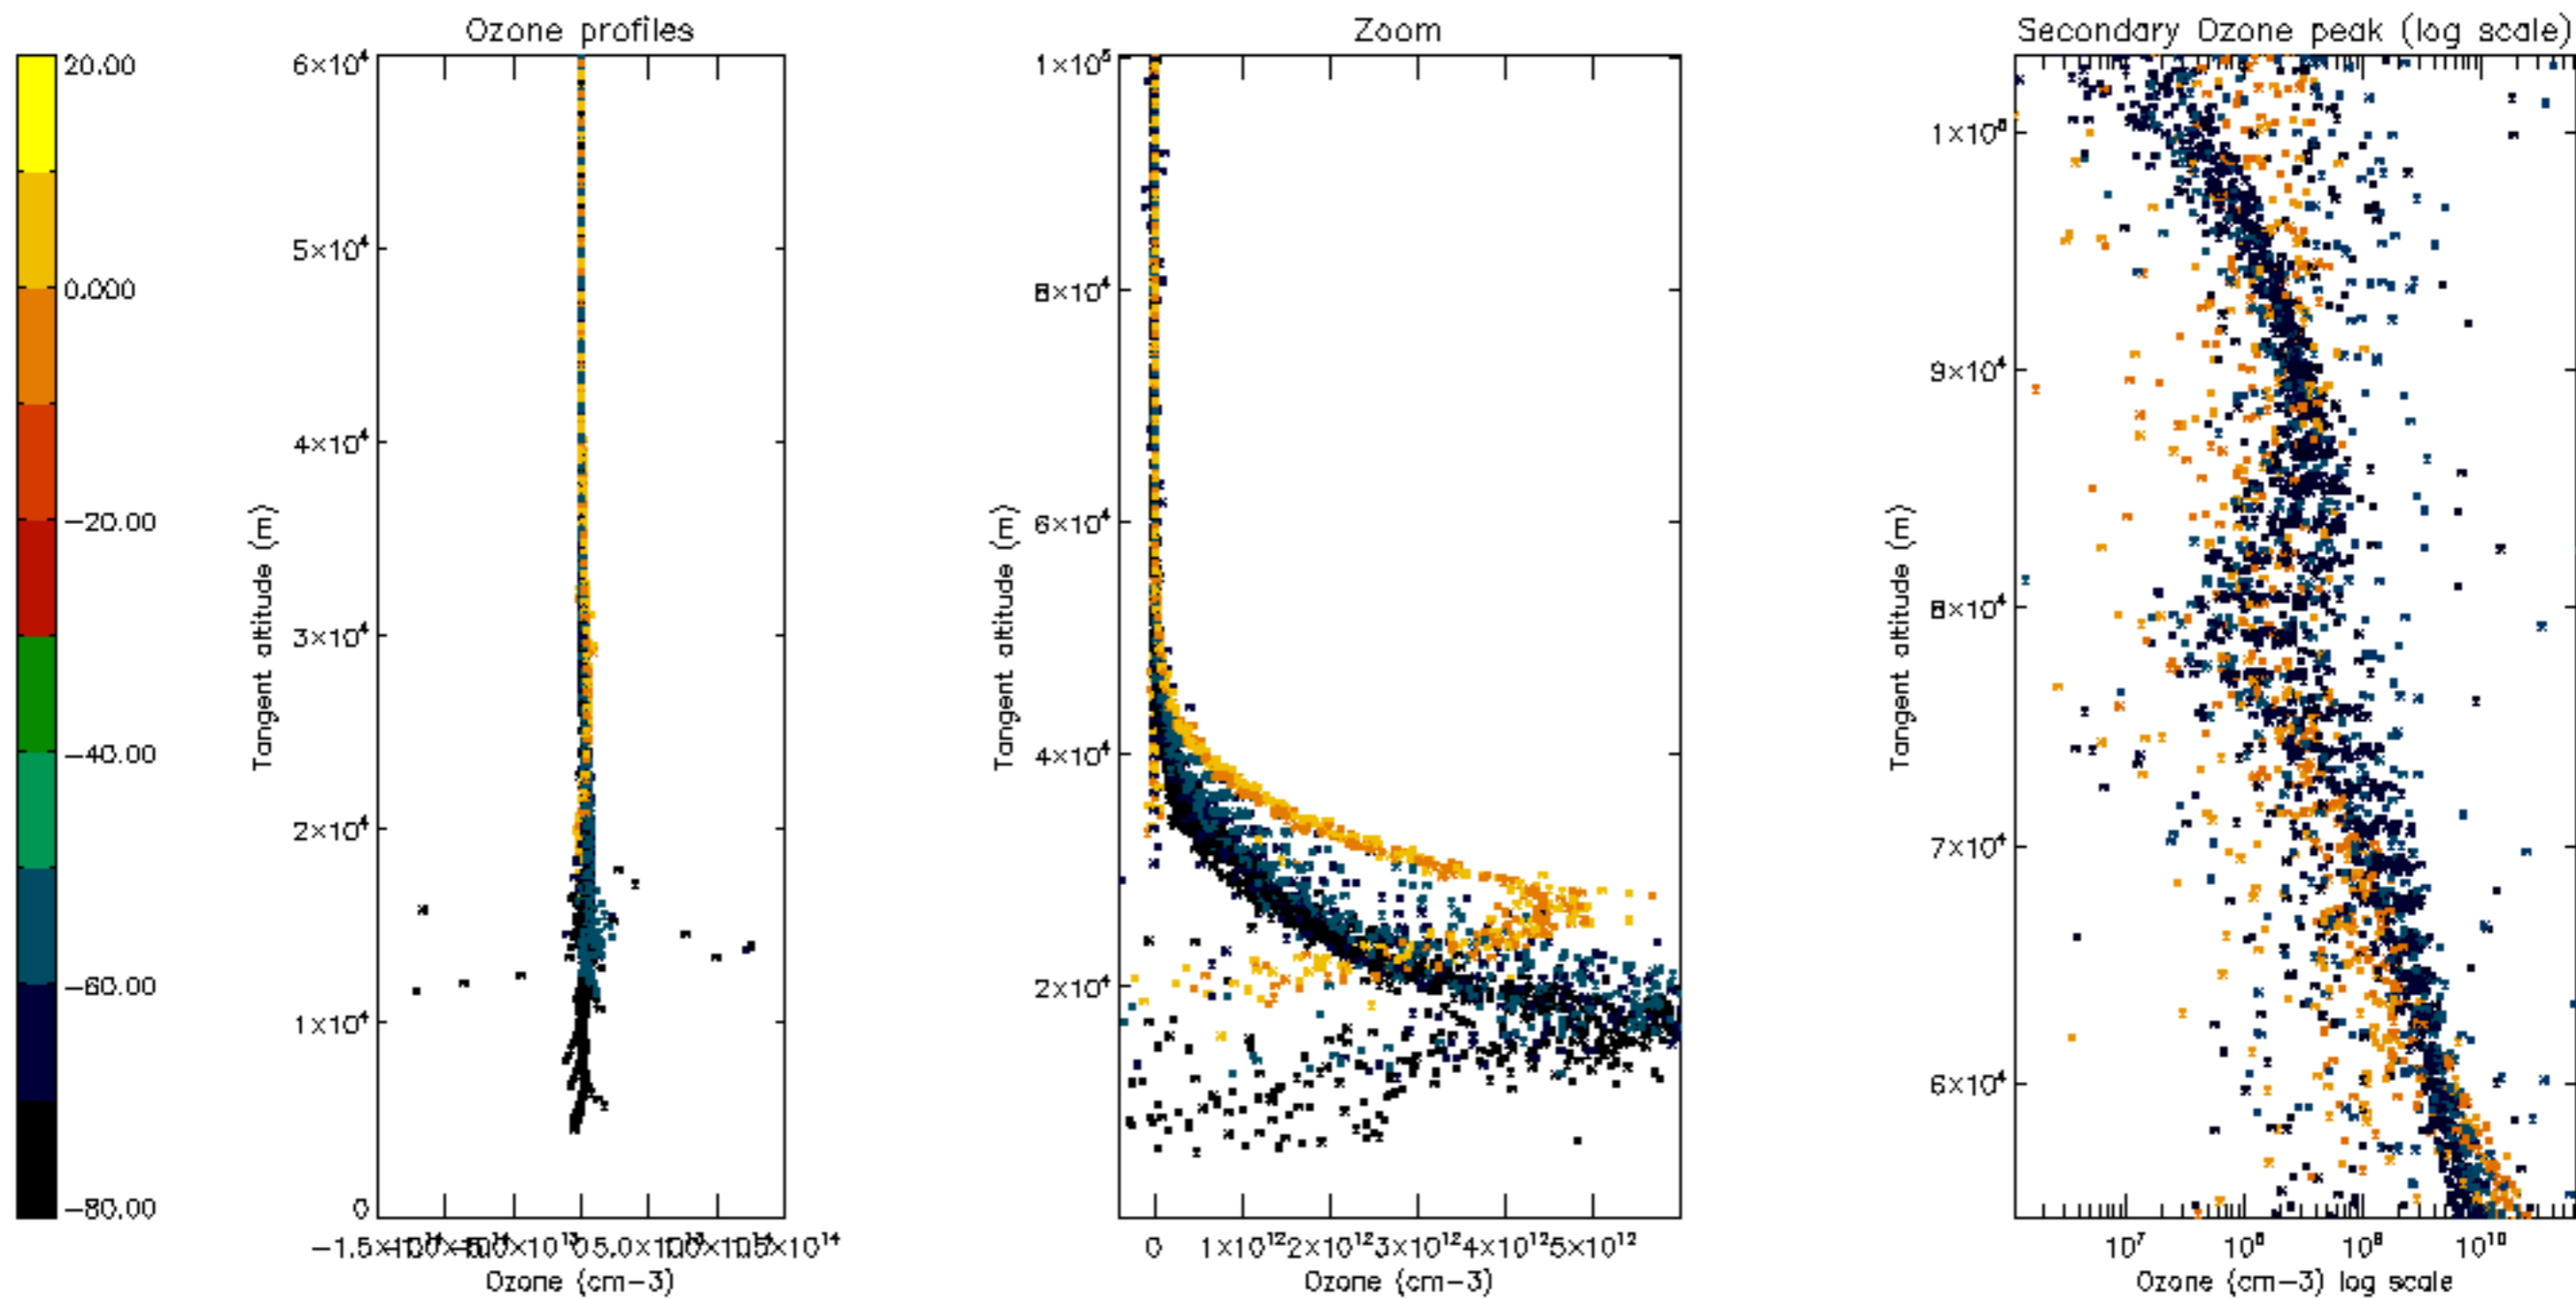 Ozone profiles
Zoom
Secondary Ozone peak (log scale)
20.00
0.000
−20.00
−40.00
−60.00
−80.00
6×10⁴
5×10⁴
4×10⁴
3×10⁴
2×10⁴
1×10⁴
0
Tangent altitude (m)
Ozone (cm−3)
1×10⁵
8×10⁴
6×10⁴
4×10⁴
2×10⁴
Tangent altitude (m)
0 1×10¹² 2×10¹² 3×10¹² 4×10¹² 5×10¹²
Ozone (cm−3)
9×10⁴
8×10⁴
7×10⁴
6×10⁴
Tangent altitude (m)
10⁷ 10⁸ 10⁹ 10¹⁰
Ozone (cm−3) log scale